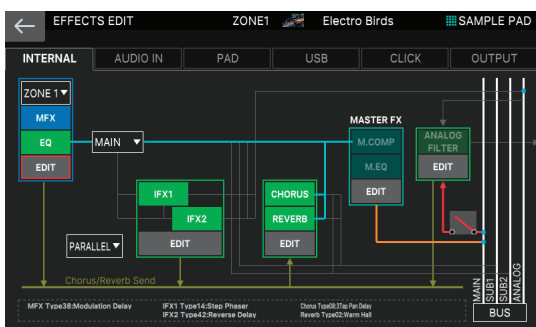 EFFECTS EDIT ZONE1 Electro Birds SAMPLE PAD
INTERNAL AUDIO IN PAD USB CLICK OUTPUT
ZONE 1▼
MFX
EQ
EDIT
MAIN ▼
MASTER FX
M.COMP
M.EQ
EDIT
ANALOG
FILTER
EDIT
IFX1
IFX2
EDIT
CHORUS
REVERB
EDIT
PARALLEL▼
Chorus/Reverb Send
MAIN
SUB1
SUB2
ANALOG
BUS
MFX Type38:Modulation Delay
IFX1 Type14:Step Phaser
IFX2 Type42:Reverse Delay
Chorus Type08:3Tap Pan Delay
Reverb Type02:Warm Hall